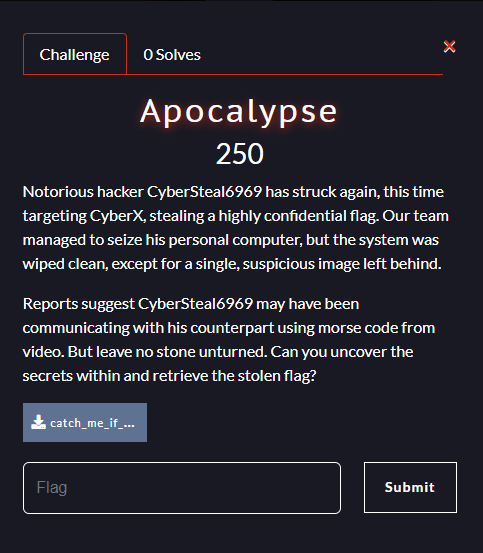 Challenge
0 Solves
Apocalypse
250
Notorious hacker CyberSteal6969 has struck again, this time
targeting CyberX, stealing a highly confidential flag. Our team
managed to seize his personal computer, but the system was
wiped clean, except for a single, suspicious image left behind.
Reports suggest CyberSteal6969 may have been
communicating with his counterpart using morse code from
video. But leave no stone unturned. Can you uncover the
secrets within and retrieve the stolen flag?
catch_me_if_...
Flag
Submit